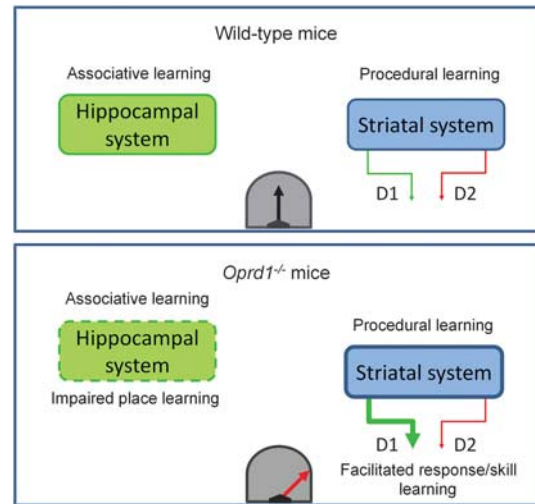 Wild-type mice
Associative learning
Hippocampal
system
Procedural learning
Striatal system
D1
D2
Oprd1-/- mice
Associative learning
Hippocampal
system
Impaired place learning
Procedural learning
Striatal system
D1
D2
Facilitated response/skill
learning